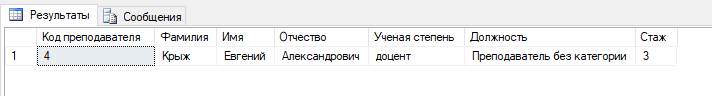 Результаты Сообщения
Код преподавателя Фамилия Имя Отчество Ученая степень Должность Стаж
1 4 Крыж Евгений Александрович доцент Преподаватель без категории 3